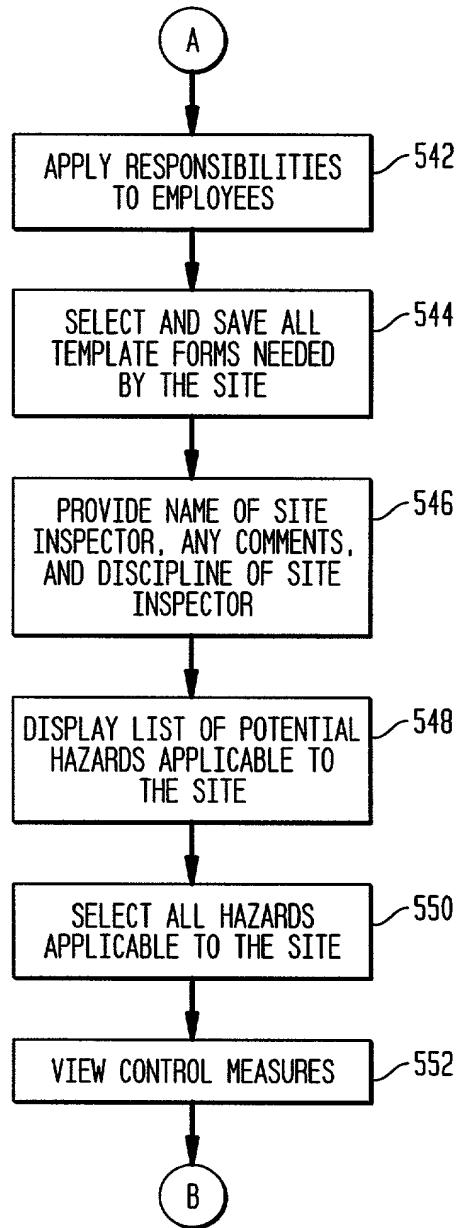 A
APPLY RESPONSIBILITIES
TO EMPLOYEES
542
SELECT AND SAVE ALL
TEMPLATE FORMS NEEDED
BY THE SITE
544
PROVIDE NAME OF SITE
INSPECTOR, ANY COMMENTS,
AND DISCIPLINE OF SITE
INSPECTOR
546
DISPLAY LIST OF POTENTIAL
HAZARDS APPLICABLE TO
THE SITE
548
SELECT ALL HAZARDS
APPLICABLE TO THE SITE
550
VIEW CONTROL MEASURES
552
B